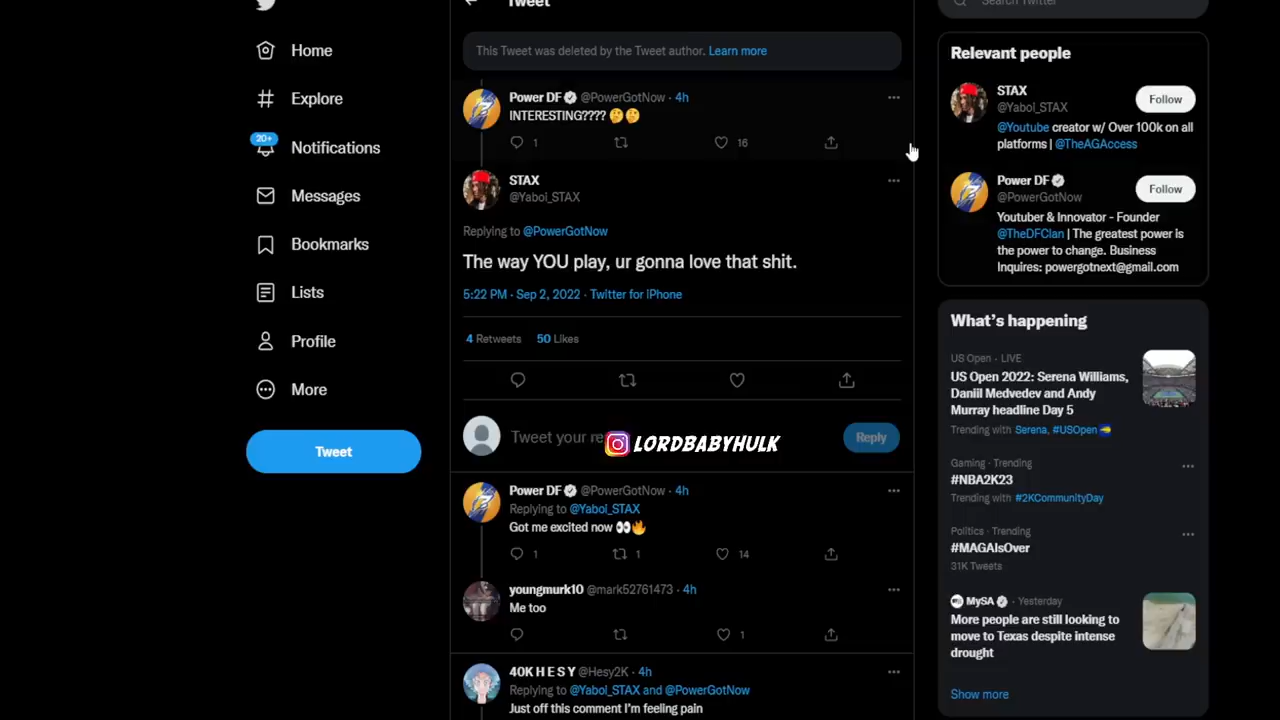 Tweet
Search Twitter
Home
Explore
20+
Notifications
Messages
Bookmarks
Lists
Profile
More
Tweet
This Tweet was deleted by the Tweet author. Learn more
Power DF @PowerGotNow · 4h
INTERESTING???? 🤔🤔
1 16
STAX
@Yaboi_STAX
Replying to @PowerGotNow
The way YOU play, ur gonna love that shit.
5:22 PM · Sep 2, 2022 · Twitter for iPhone
4 Retweets 50 Likes
Tweet your re
LORDBABYHULK
Reply
Power DF @PowerGotNow · 4h
Replying to @Yaboi_STAX
Got me excited now 👀🔥
1 1 14
youngmurk10 @mark52761473 · 4h
Me too
1
40K H E S Y @Hesy2K · 4h
Replying to @Yaboi_STAX and @PowerGotNow
Just off this comment I'm feeling pain
Relevant people
STAX
@Yaboi_STAX
Follow
@Youtube creator w/ Over 100k on all
platforms | @TheAGAccess
Power DF
@PowerGotNow
Follow
Youtuber & Innovator - Founder
@TheDFClan | The greatest power is
the power to change. Business
Inquires: powergotnext@gmail.com
What's happening
US Open · LIVE
US Open 2022: Serena Williams,
Daniil Medvedev and Andy
Murray headline Day 5
Trending with Serena, #USOpen
Gaming · Trending
#NBA2K23
Trending with #2KCommunityDay
Politics · Trending
#MAGAIsOver
31K Tweets
MySA · Yesterday
More people are still looking to
move to Texas despite intense
drought
Show more